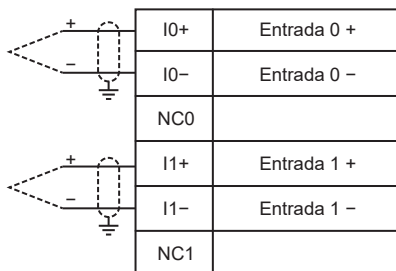 + I0+ Entrada 0 +
− I0− Entrada 0 −
NC0
+ I1+ Entrada 1 +
− I1− Entrada 1 −
NC1